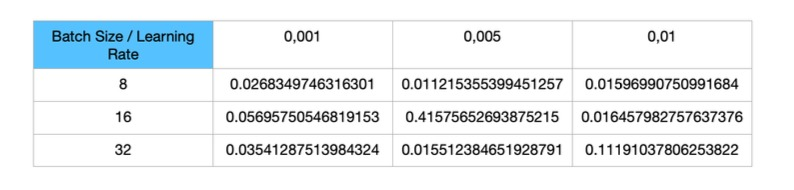 Batch Size / Learning Rate 0,001 0,005 0,01
8 0.0268349746316301 0.011215355399451257 0.01596990750991684
16 0.05695750546819153 0.41575652693875215 0.016457982757637376
32 0.03541287513984324 0.015512384651928791 0.11191037806253822